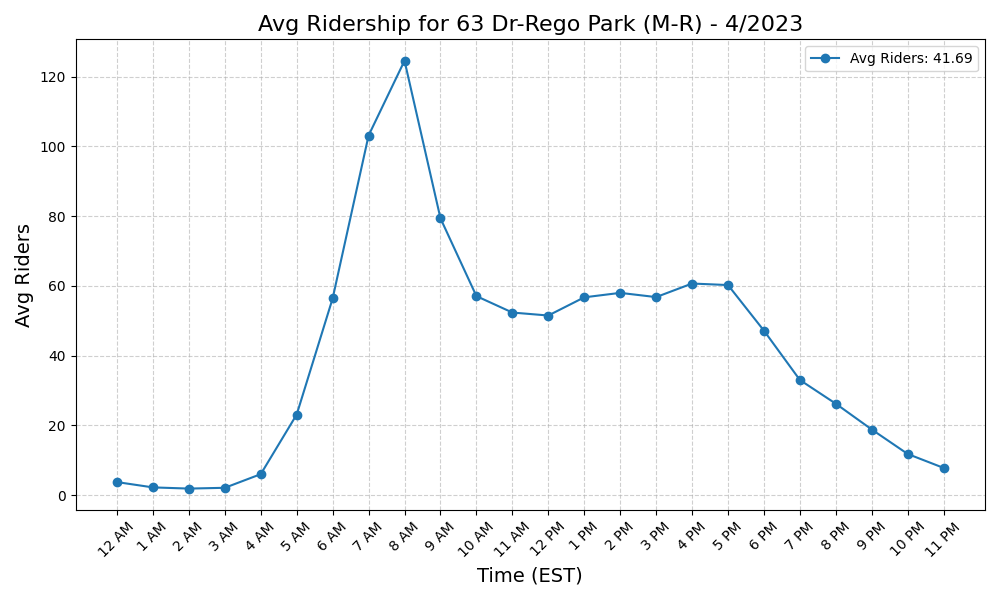 Avg Ridership for 63 Dr-Rego Park (M-R) - 4/2023
Avg Riders: 41.69
Avg Riders
120
100
80
60
40
20
0
12 AM
1 AM
2 AM
3 AM
4 AM
5 AM
6 AM
7 AM
8 AM
9 AM
10 AM
11 AM
12 PM
1 PM
2 PM
3 PM
4 PM
5 PM
6 PM
7 PM
8 PM
9 PM
10 PM
11 PM
Time (EST)